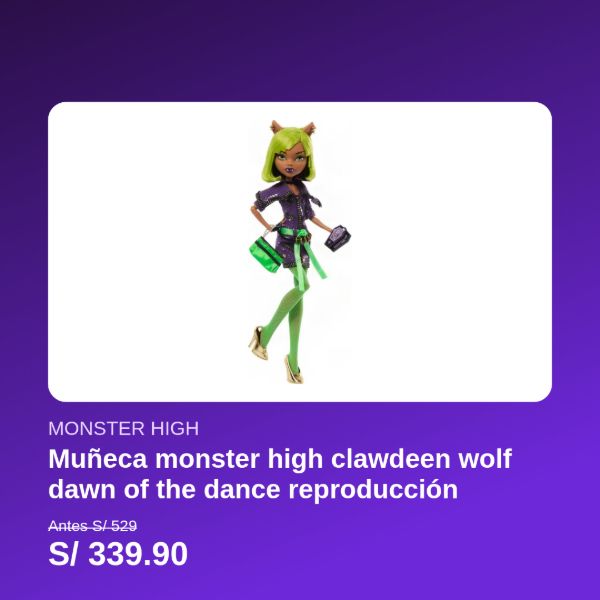 MONSTER HIGH
Muñeca monster high clawdeen wolf
dawn of the dance reproducción
Antes S/ 529
S/ 339.90